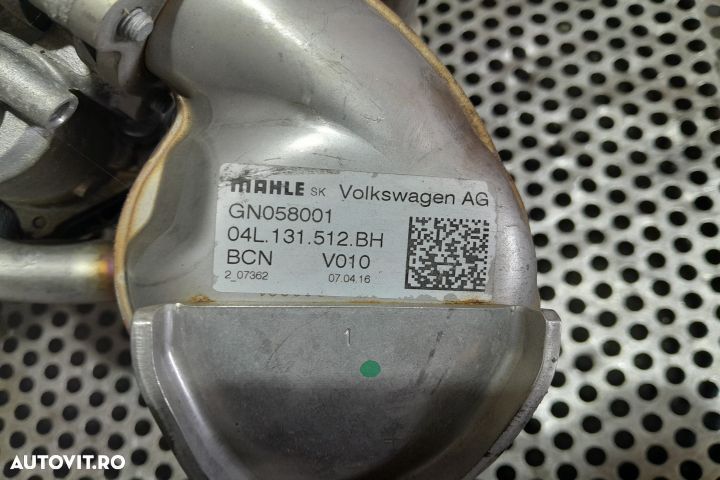 MAHLE SK Volkswagen AG
GN058001
04L.131.512.BH
BCN V010
2_07362 07.04.16
1
AUTOVIT.RO